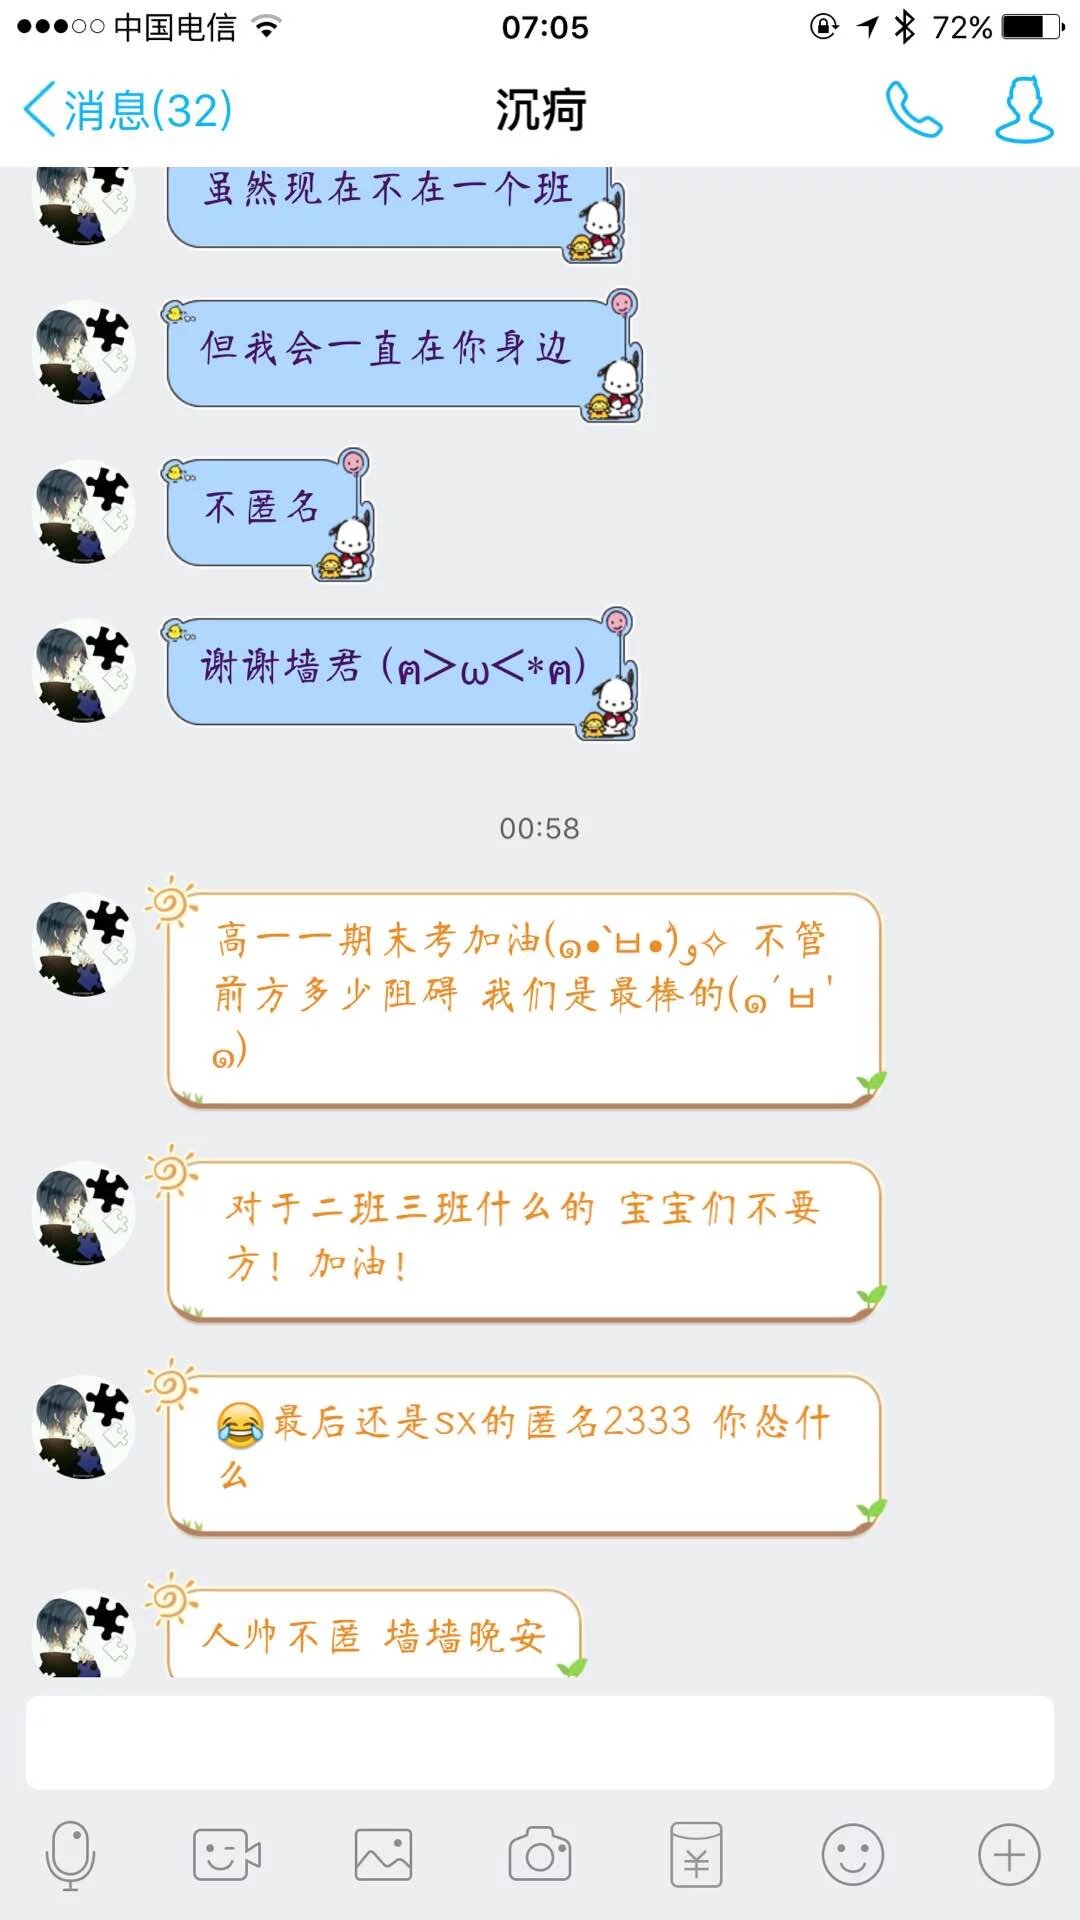 中国电信 07:05 72%
消息(32) 沉疴
虽然现在不在一个班
但我会一直在你身边
不匿名
谢谢墙君（ฅ>ω<*ฅ）
00:58
高一一期末考加油(๑•̀ㅂ•́)و✧ 不管
前方多少阻碍 我们是最棒的(๑´ㅂ'
๑)
对于二班三班什么的 宝宝们不要
方！加油！
😂最后还是SX的匿名2333 你怂什
么
人帅不匿 墙墙晚安